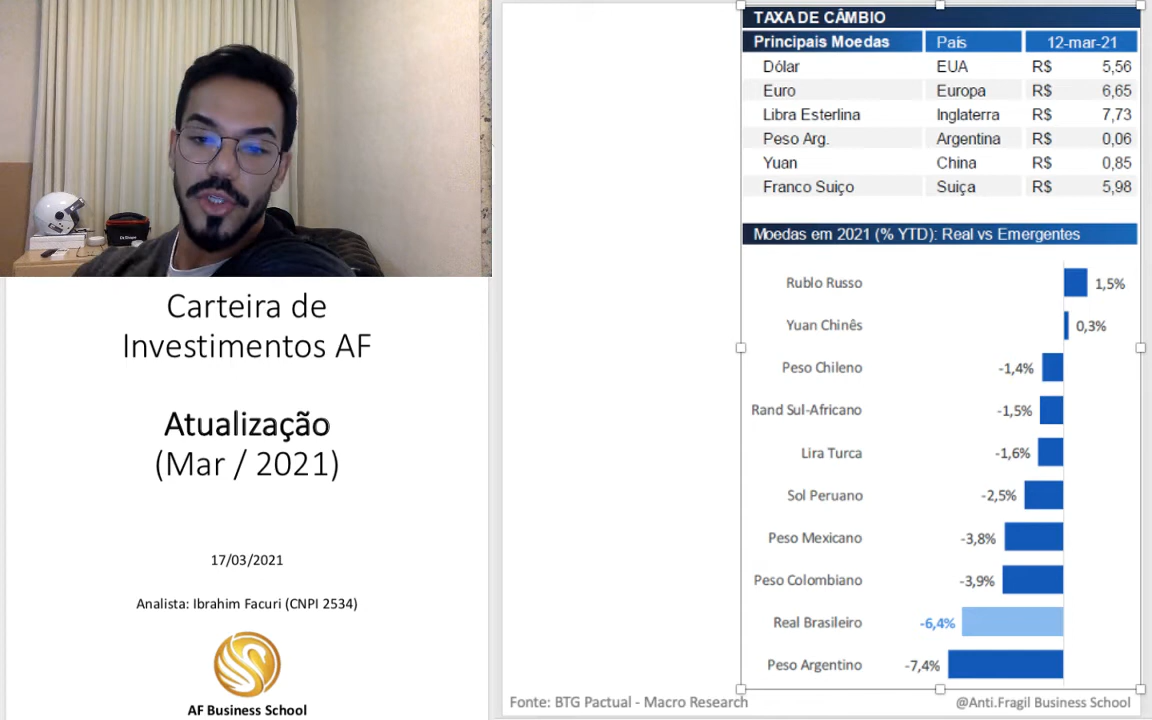 Carteira de
Investimentos AF
Atualização
(Mar / 2021)
17/03/2021
Analista: Ibrahim Facuri (CNPI 2534)
AF Business School
TAXA DE CÂMBIO
Principais Moedas País 12-mar-21
Dólar EUA R$ 5,56
Euro Europa R$ 6,65
Libra Esterlina Inglaterra R$ 7,73
Peso Arg. Argentina R$ 0,06
Yuan China R$ 0,85
Franco Suiço Suiça R$ 5,98
Moedas em 2021 (% YTD): Real vs Emergentes
Rublo Russo 1,5%
Yuan Chinês 0,3%
Peso Chileno -1,4%
Rand Sul-Africano -1,5%
Lira Turca -1,6%
Sol Peruano -2,5%
Peso Mexicano -3,8%
Peso Colombiano -3,9%
Real Brasileiro -6,4%
Peso Argentino -7,4%
Fonte: BTG Pactual - Macro Research
@Anti.Fragil Business School